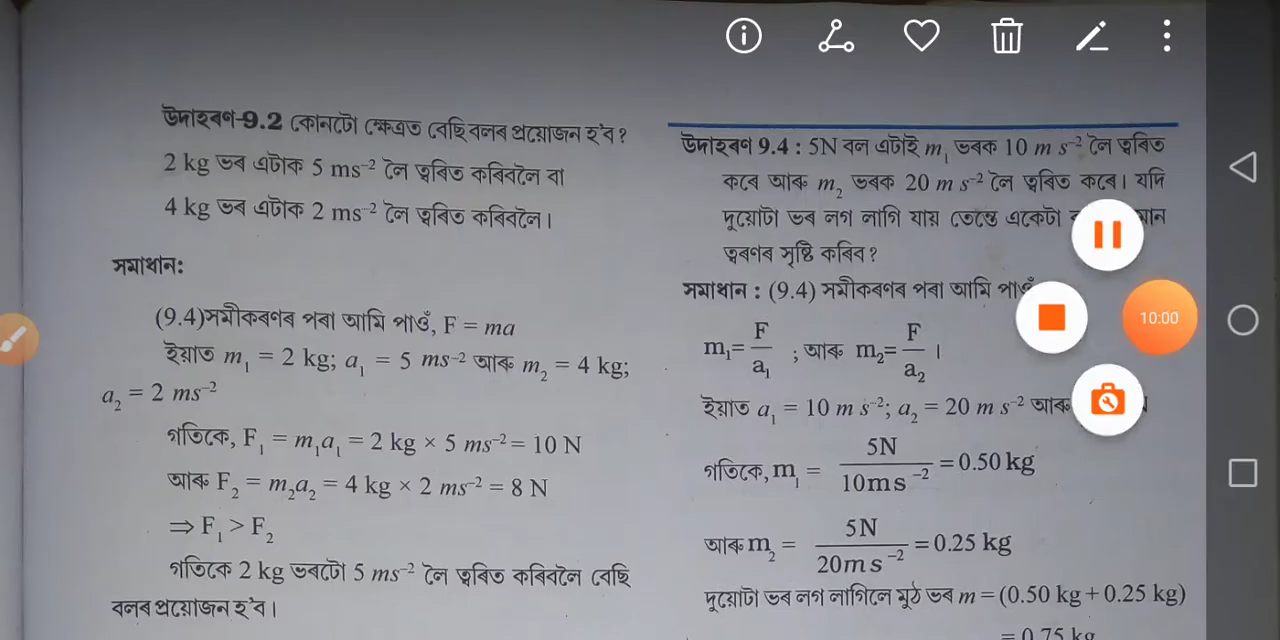 উদাহৰণ-9.2 কোনটো ক্ষেত্ৰত বেছি বলৰ প্ৰয়োজন হ'ব?
2 kg ভৰ এটাক 5 ms⁻² লৈ ত্বৰিত কৰিবলৈ বা
4 kg ভৰ এটাক 2 ms⁻² লৈ ত্বৰিত কৰিবলৈ।
সমাধান:
(9.4)সমীকৰণৰ পৰা আমি পাওঁ, F = ma
ইয়াত m₁ = 2 kg; a₁ = 5 ms⁻² আৰু m₂ = 4 kg;
a₂ = 2 ms⁻²
গতিকে, F₁ = m₁a₁ = 2 kg × 5 ms⁻² = 10 N
আৰু F₂ = m₂a₂ = 4 kg × 2 ms⁻² = 8 N
⇒ F₁ > F₂
গতিকে 2 kg ভৰটো 5 ms⁻² লৈ ত্বৰিত কৰিবলৈ বেছি
বলৰ প্ৰয়োজন হ'ব।
উদাহৰণ 9.4 : 5N বল এটাই m₁ ভৰক 10 m s⁻² লৈ ত্বৰিত
কৰে আৰু m₂ ভৰক 20 m s⁻² লৈ ত্বৰিত কৰে। যদি
দুয়োটা ভৰ লগ লাগি যায় তেন্তে একেটা
ত্বৰণৰ সৃষ্টি কৰিব?
সমাধান : (9.4) সমীকৰণৰ পৰা আমি পাওঁ
m₁= F/a₁ ; আৰু m₂= F/a₂ ।
ইয়াত a₁ = 10 m s⁻²; a₂ = 20 m s⁻² আৰু
গতিকে, m₁ = 5N/10ms⁻² = 0.50 kg
আৰু m₂ = 5N/20ms⁻² = 0.25 kg
দুয়োটা ভৰ লগ লাগিলে মুঠ ভৰ m = (0.50 kg + 0.25 kg)
= 0.75 kg
10:00